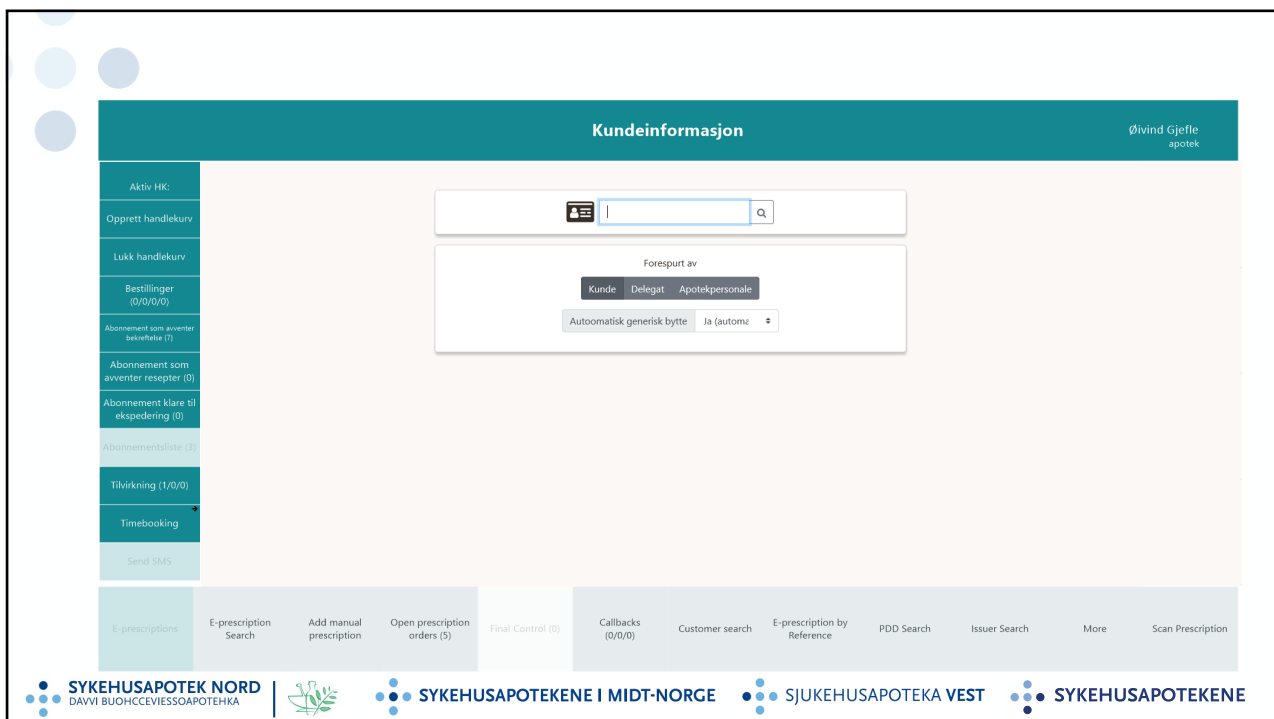 Kundeinformasjon
Øivind Gjefle
apotek
Aktiv HK:
Opprett handlekurv
Lukk handlekurv
Bestillinger
(0/0/0/0)
Abonnement som avventer
bekreftelse (7)
Abonnement som
avventer resepter (0)
Abonnement klare til
ekspedering (0)
Abonnementsliste (3)
Tilvirkning (1/0/0)
Timebooking
Send SMS
Forespurt av
Kunde Delegat Apotekpersonale
Autoomatisk generisk bytte Ja (automa
E-prescriptions
E-prescription
Search
Add manual
prescription
Open prescription
orders (5)
Final Control (0)
Callbacks
(0/0/0)
Customer search
E-prescription by
Reference
PDD Search
Issuer Search
More
Scan Prescription
SYKEHUSAPOTEK NORD
DAVVI BUOHCCEVIESSOAPOTEHKA
SYKEHUSAPOTEKENE I MIDT-NORGE
SJUKEHUSAPOTEKA VEST
SYKEHUSAPOTEKENE